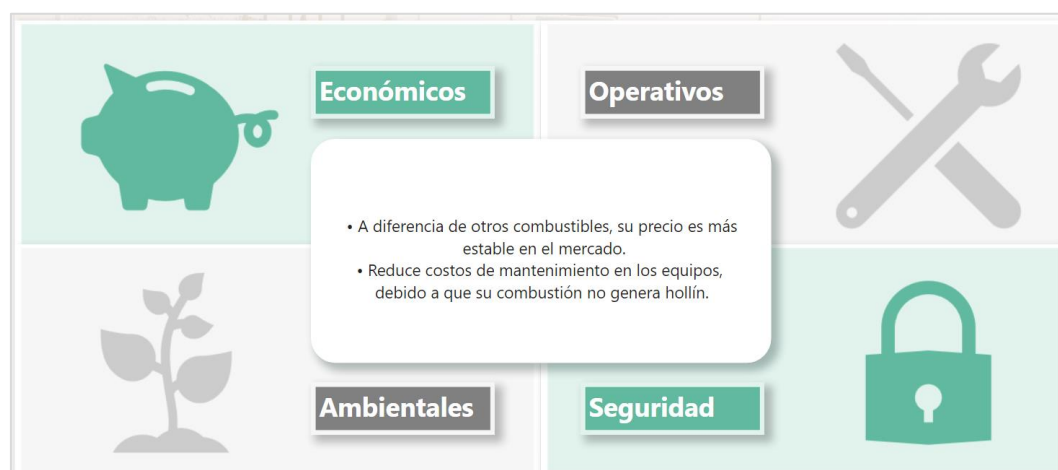 Económicos
Operativos
• A diferencia de otros combustibles, su precio es más
estable en el mercado.
• Reduce costos de mantenimiento en los equipos,
debido a que su combustión no genera hollín.
Ambientales
Seguridad